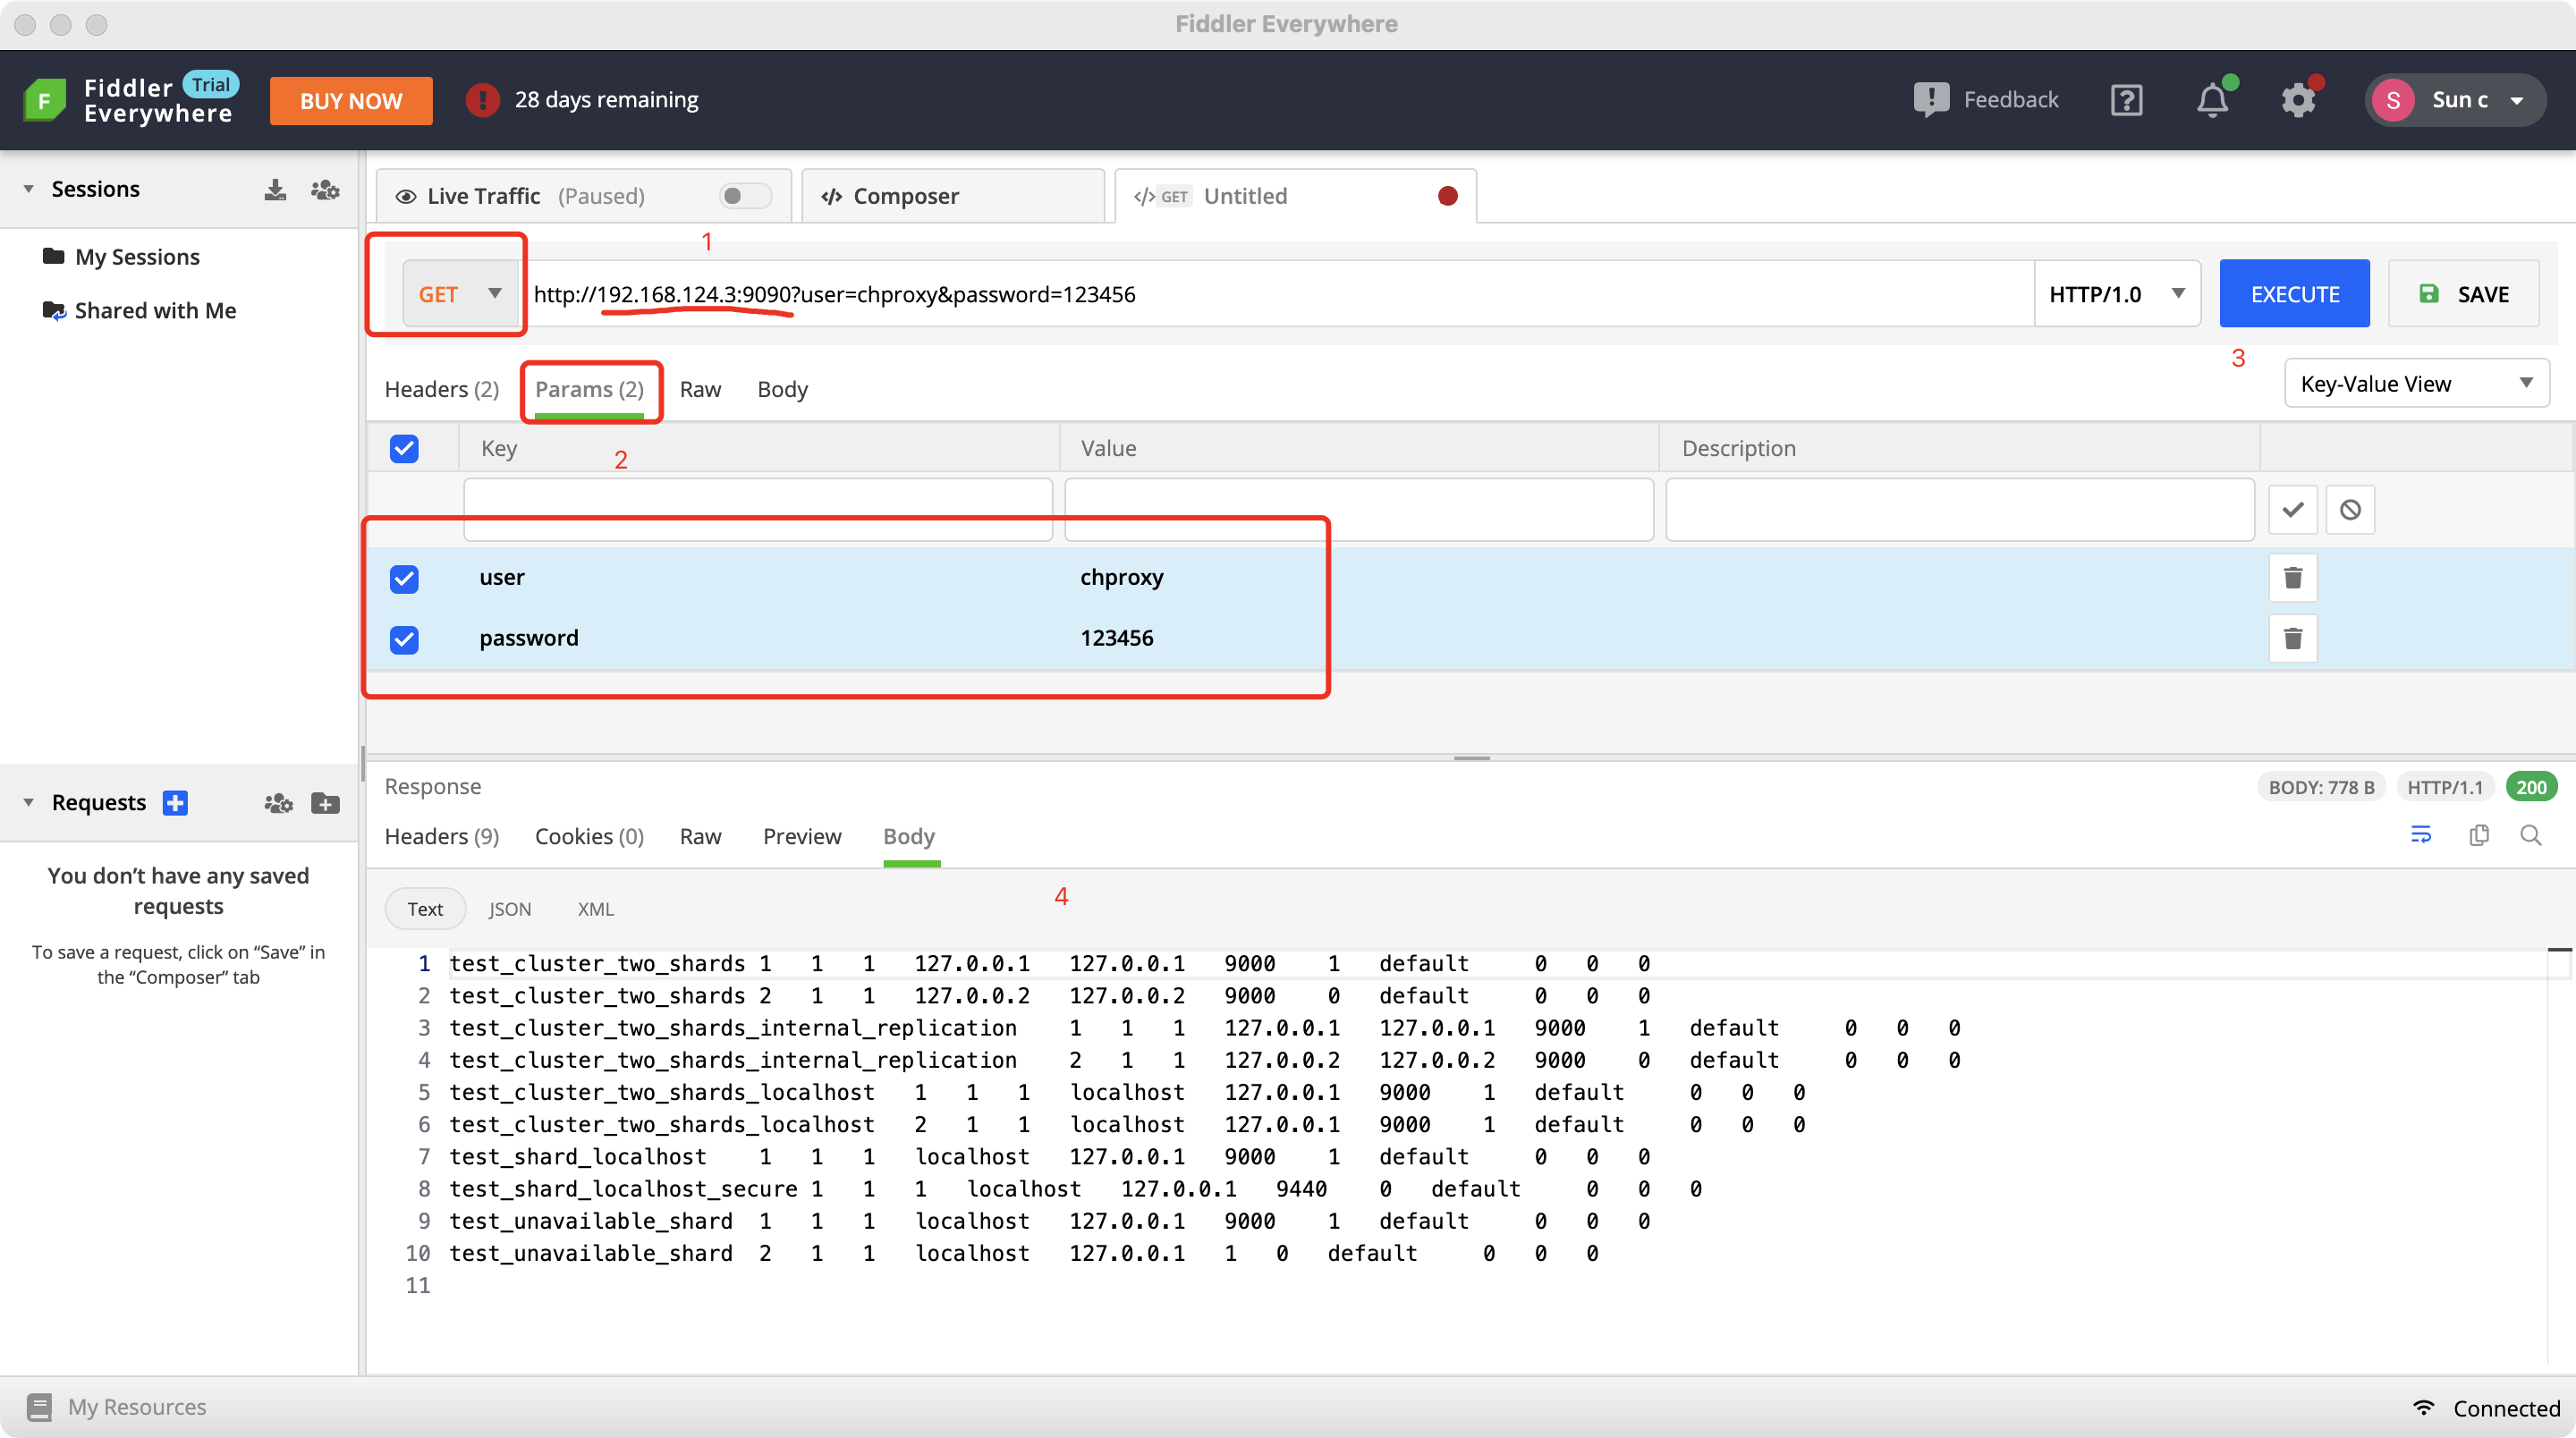 Fiddler Everywhere
Fiddler Everywhere
Trial
BUY NOW
28 days remaining
Feedback
S
Sun c
Sessions
My Sessions
Shared with Me
Live Traffic (Paused)
Composer
GET Untitled
1
GET
http://192.168.124.3:9090?user=chproxy&password=123456
HTTP/1.0
EXECUTE
SAVE
3
Headers (2)
Params (2)
Raw
Body
Key-Value View
Key
Value
Description
2
user chproxy
password 123456
Requests
You don’t have any saved
requests
To save a request, click on “Save” in
the “Composer” tab
Response
BODY: 778 B
HTTP/1.1
200
Headers (9)
Cookies (0)
Raw
Preview
Body
4
Text
JSON
XML
1 test_cluster_two_shards 1 1 1 127.0.0.1 127.0.0.1 9000 1 default 0 0 0
2 test_cluster_two_shards 2 1 1 127.0.0.2 127.0.0.2 9000 0 default 0 0 0
3 test_cluster_two_shards_internal_replication 1 1 1 127.0.0.1 127.0.0.1 9000 1 default 0 0 0
4 test_cluster_two_shards_internal_replication 2 1 1 127.0.0.2 127.0.0.2 9000 0 default 0 0 0
5 test_cluster_two_shards_localhost 1 1 1 localhost 127.0.0.1 9000 1 default 0 0 0
6 test_cluster_two_shards_localhost 2 1 1 localhost 127.0.0.1 9000 1 default 0 0 0
7 test_shard_localhost 1 1 1 localhost 127.0.0.1 9000 1 default 0 0 0
8 test_shard_localhost_secure 1 1 1 localhost 127.0.0.1 9440 0 default 0 0 0
9 test_unavailable_shard 1 1 1 localhost 127.0.0.1 9000 1 default 0 0 0
10 test_unavailable_shard 2 1 1 localhost 127.0.0.1 1 0 default 0 0 0
11
My Resources
Connected